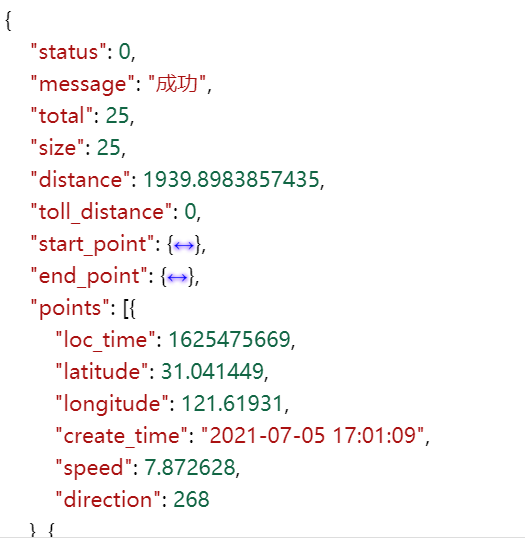 {
"status": 0,
"message": "成功",
"total": 25,
"size": 25,
"distance": 1939.8983857435,
"toll_distance": 0,
"start_point": {↔},
"end_point": {↔},
"points": [{
"loc_time": 1625475669,
"latitude": 31.041449,
"longitude": 121.61931,
"create_time": "2021-07-05 17:01:09",
"speed": 7.872628,
"direction": 268
}, {